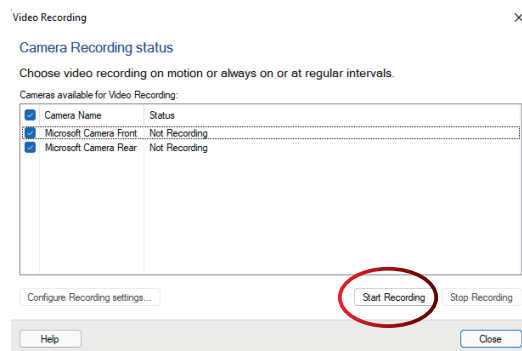 Video Recording
Camera Recording status
Choose video recording on motion or always on or at regular intervals.
Cameras available for Video Recording:
Camera Name Status
Microsoft Camera Front Not Recording
Microsoft Camera Rear Not Recording
Configure Recording settings... Start Recording Stop Recording
Help Close